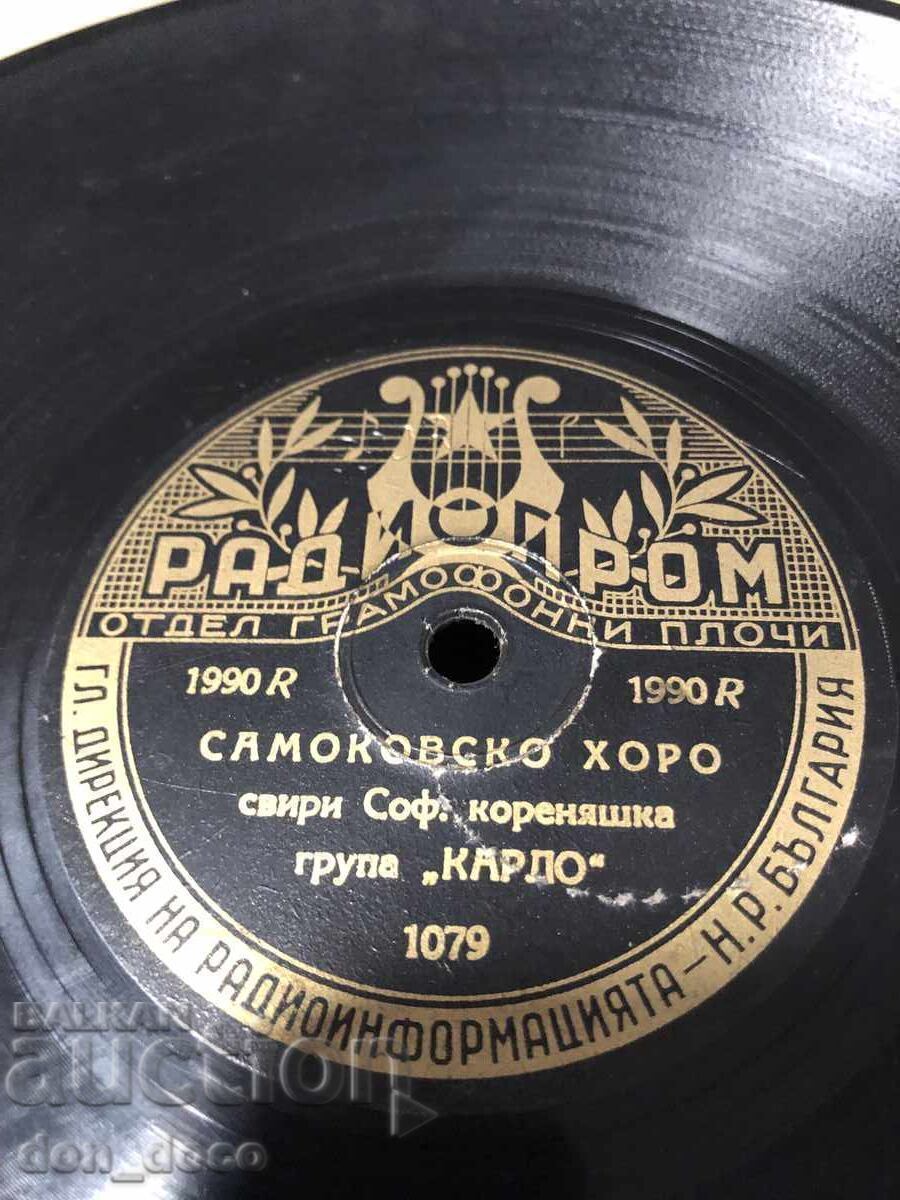 РАДИОПРОМ
ОТДЕЛ ГРАМОФОННИ ПЛОЧИ
1990 R 1990 R
САМОКОВСКО ХОРО
свири Соф. кореняшка
група „КАРЛО“
1079
ГЛ. ДИРЕКЦИЯ НА РАДИОИНФОРМАЦИЯТА – Н.Р. БЪЛГАРИЯ
BALKAN
auction
don_deco